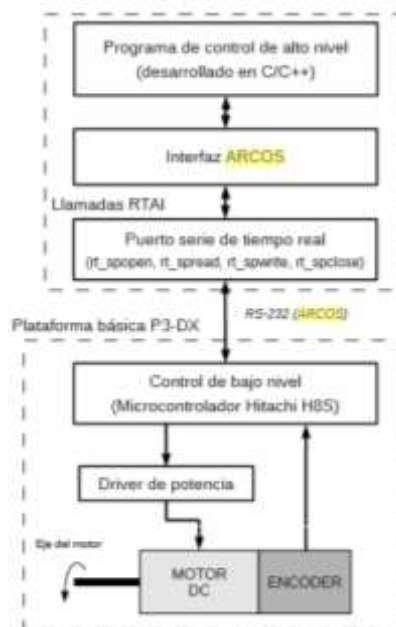 Programa de control de alto nivel
(desarrollado en C/C++)
Interfaz ARCOS
Llamadas RTAI
Puerto serie de tiempo real
(rt_spopen, rt_spread, rt_spwrite, rt_spclose)
RS-232 (ARCOS)
Plataforma básica P3-DX
Control de bajo nivel
(Microcontrolador Hitachi H8S)
Driver de potencia
Eje del motor
MOTOR
DC
ENCODER